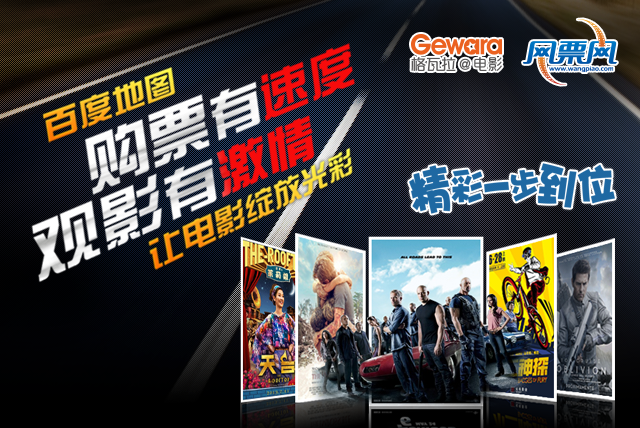 Gewara
格瓦拉@电影
风票网
www.wangpiao.com
百度地图
购票有速度
观影有激情
让电影绽放光彩
精彩一步到位
THE ROOF
天台
ALL ROADS LEAD TO THIS
6·28
神探
OBLIVION